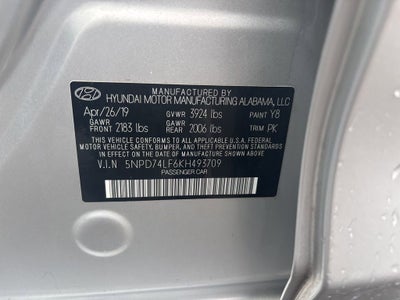 MANUFACTURED BY
HYUNDAI MOTOR MANUFACTURING ALABAMA, LLC
Apr/26/19 GVWR 3924 lbs PAINT Y8
GAWR FRONT 2183 lbs GAWR REAR 2006 lbs TRIM PK
THIS VEHICLE CONFORMS TO ALL APPLICABLE U.S. FEDERAL
MOTOR VEHICLE SAFETY, BUMPER, AND THEFT PREVENTION
STANDARDS IN EFFECT ON THE DATE OF MANUFACTURE SHOWN ABOVE.
V.I.N 5NPD74LF6KH493709
PASSENGER CAR